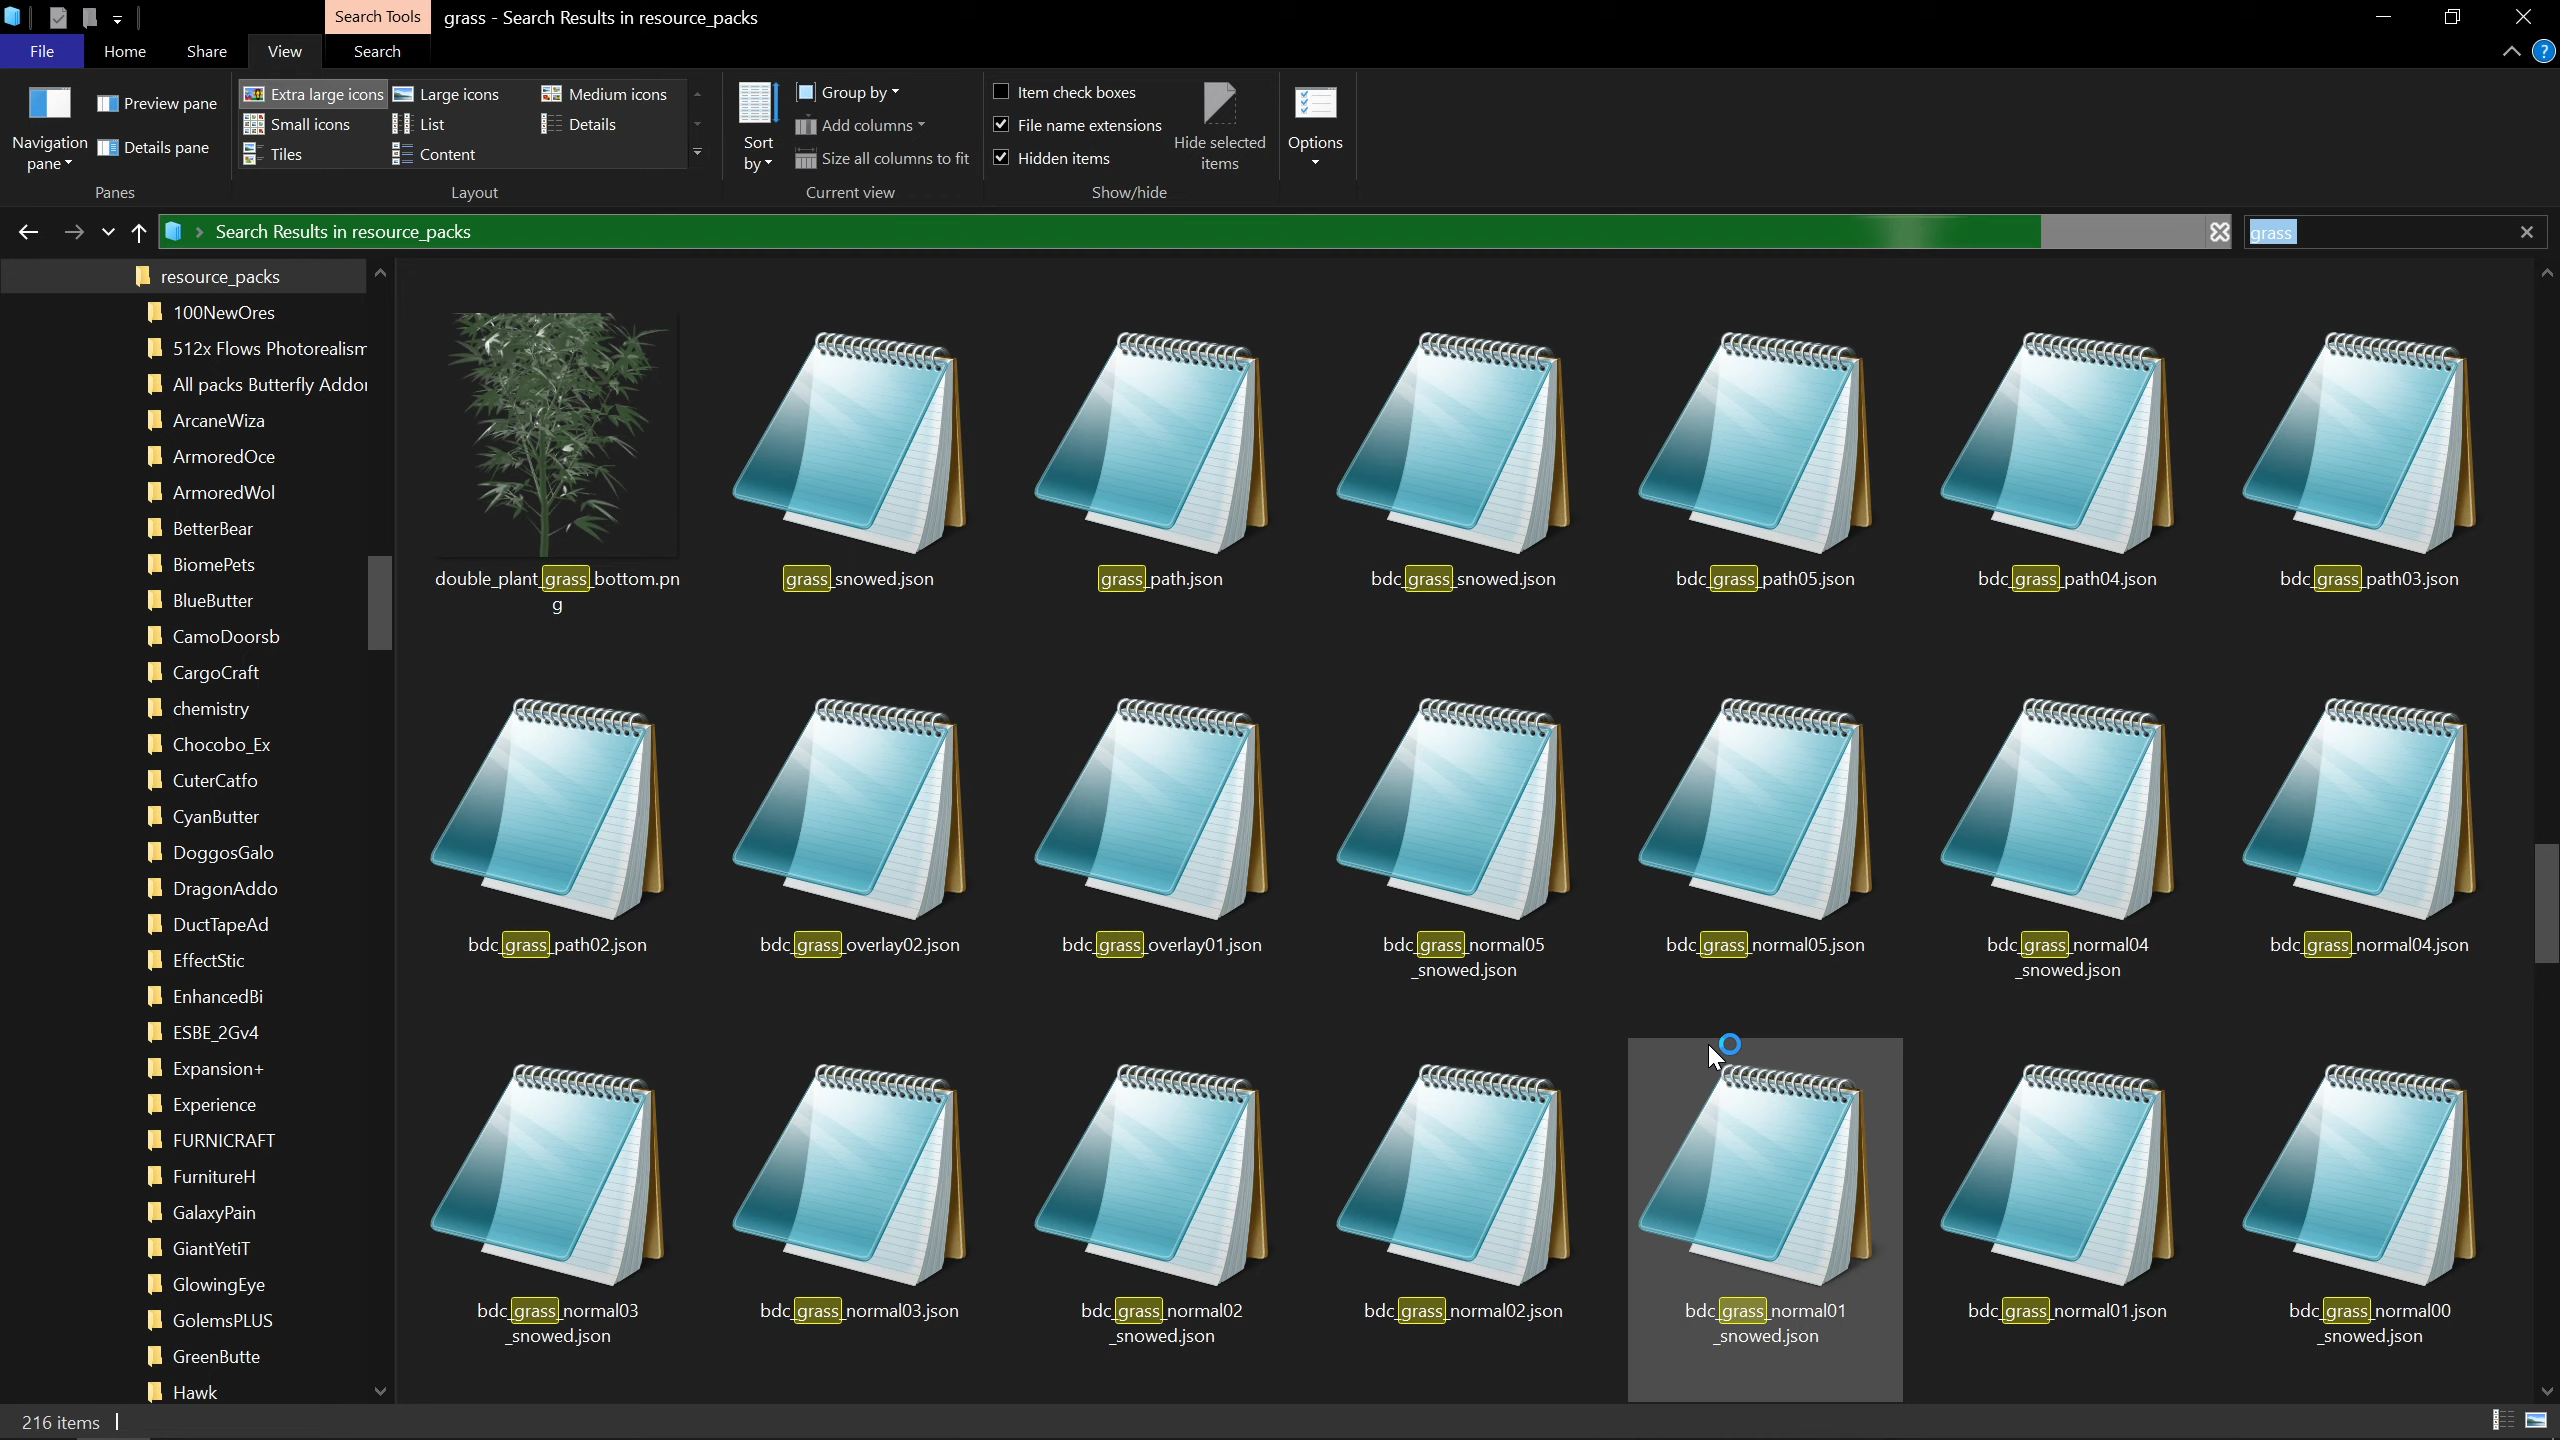 Search Tools
grass - Search Results in resource_packs
File
Home
Share
View
Search
Navigation
pane
Preview pane
Details pane
Panes
Extra large icons
Large icons
Medium icons
Small icons
List
Details
Tiles
Content
Layout
Sort
by
Group by
Add columns
Size all columns to fit
Current view
Item check boxes
File name extensions
Hidden items
Hide selected
items
Show/hide
Options
Search Results in resource_packs
grass
resource_packs
100NewOres
512x Flows Photorealism
All packs Butterfly Addo
ArcaneWiza
ArmoredOce
ArmoredWol
BetterBear
BiomePets
BlueButter
CamoDoorsb
CargoCraft
chemistry
Chocobo_Ex
CuterCatfo
CyanButter
DoggosGalo
DragonAddo
DuctTapeAd
EffectStic
EnhancedBi
ESBE_2Gv4
Expansion+
Experience
FURNICRAFT
FurnitureH
GalaxyPain
GiantYetiT
GlowingEye
GolemsPLUS
GreenButte
Hawk
double_plant_grass_bottom.pn
g
grass_snowed.json
grass_path.json
bdc_grass_snowed.json
bdc_grass_path05.json
bdc_grass_path04.json
bdc_grass_path03.json
bdc_grass_path02.json
bdc_grass_overlay02.json
bdc_grass_overlay01.json
bdc_grass_normal05
_snowed.json
bdc_grass_normal05.json
bdc_grass_normal04
_snowed.json
bdc_grass_normal04.json
bdc_grass_normal03
_snowed.json
bdc_grass_normal03.json
bdc_grass_normal02
_snowed.json
bdc_grass_normal02.json
bdc_grass_normal01
_snowed.json
bdc_grass_normal01.json
bdc_grass_normal00
_snowed.json
216 items